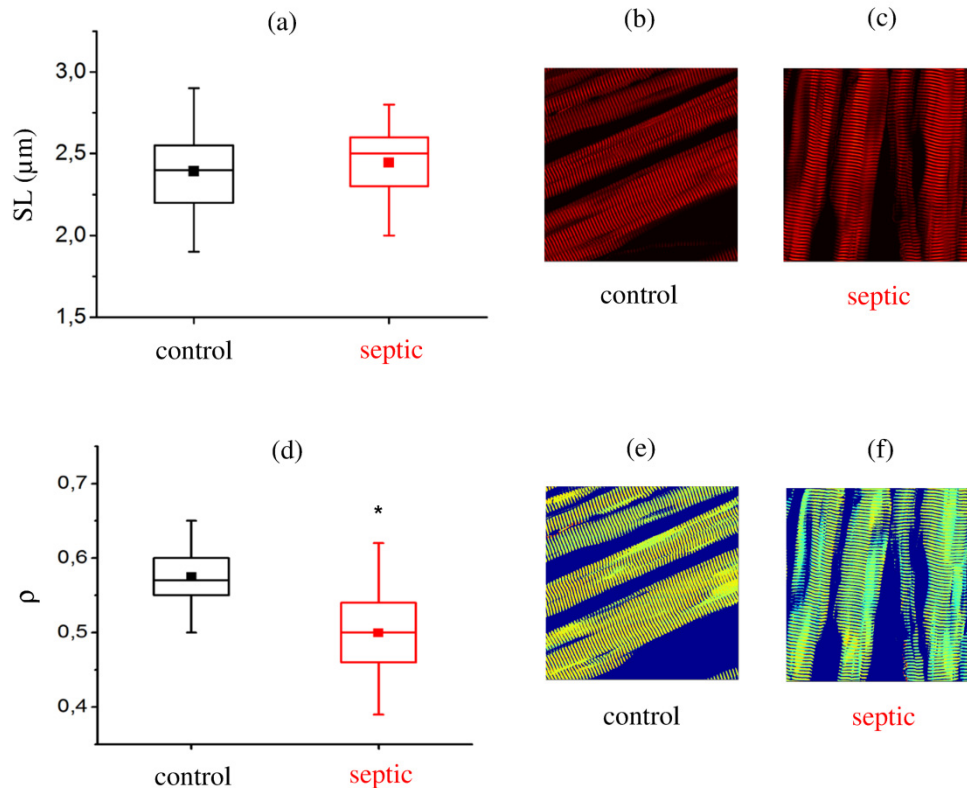 (a)
SL (µm)
3,0
2,5
2,0
1,5
control
septic
(b)
control
(c)
septic
(d)
ρ
0,7
0,6
0,5
0,4
*
control
septic
(e)
control
(f)
septic